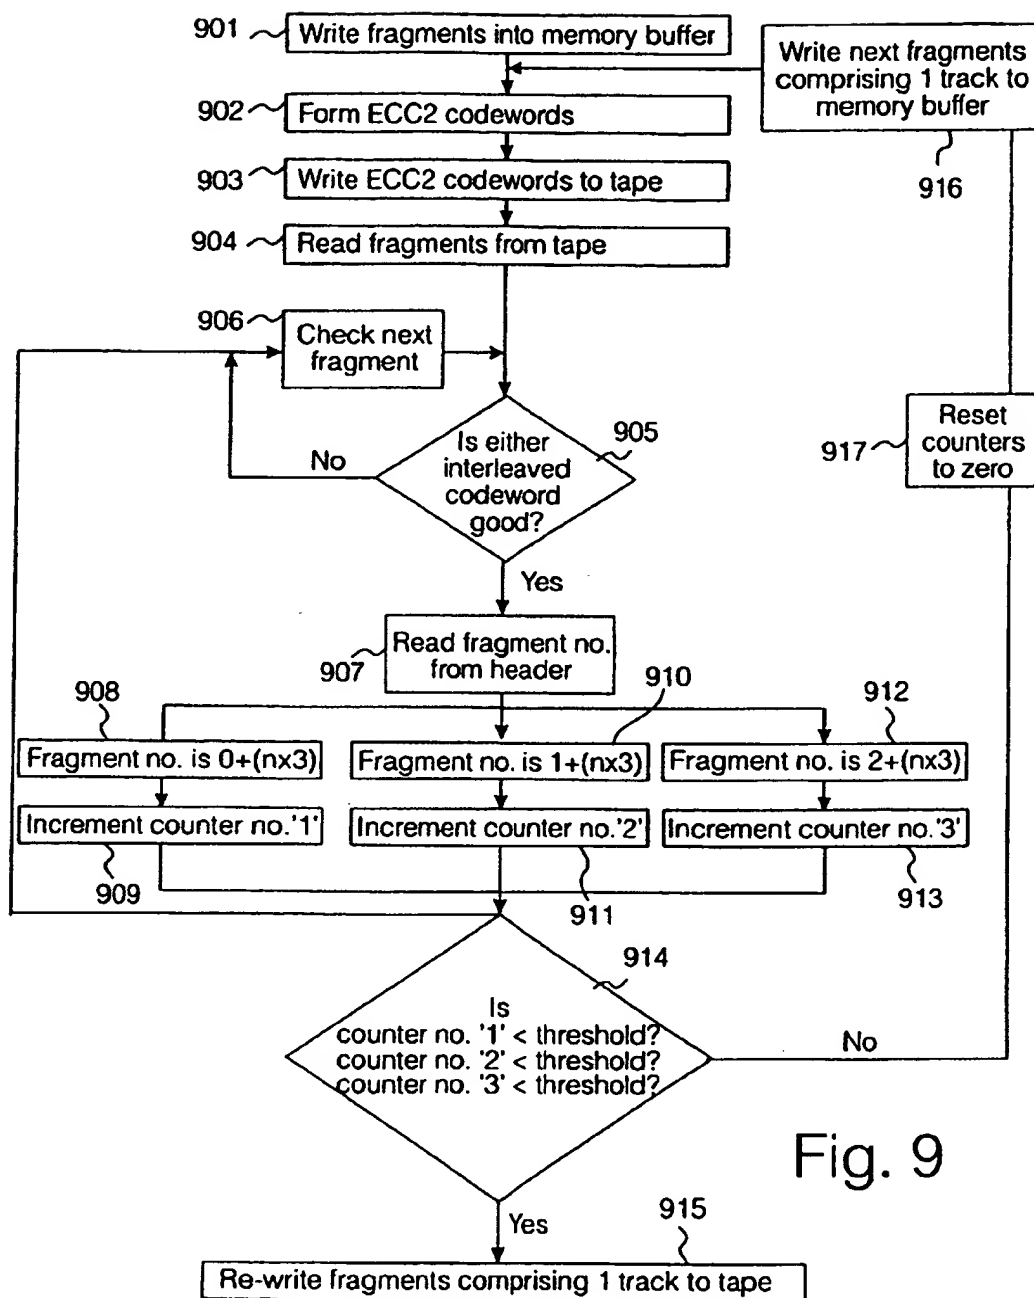 901
Write fragments into memory buffer
Write next fragments
comprising 1 track to
memory buffer
916
902
Form ECC2 codewords
903
Write ECC2 codewords to tape
904
Read fragments from tape
906
Check next
fragment
905
Is either
interleaved
codeword
good?
No
Yes
917
Reset
counters
to zero
907
Read fragment no.
from header
908
910
912
Fragment no. is 0+(nx3)
Fragment no. is 1+(nx3)
Fragment no. is 2+(nx3)
Increment counter no.'1'
Increment counter no.'2'
Increment counter no.'3'
909
911
913
914
Is
counter no. '1' < threshold?
counter no. '2' < threshold?
counter no. '3' < threshold?
No
Yes
Fig. 9
915
Re-write fragments comprising 1 track to tape